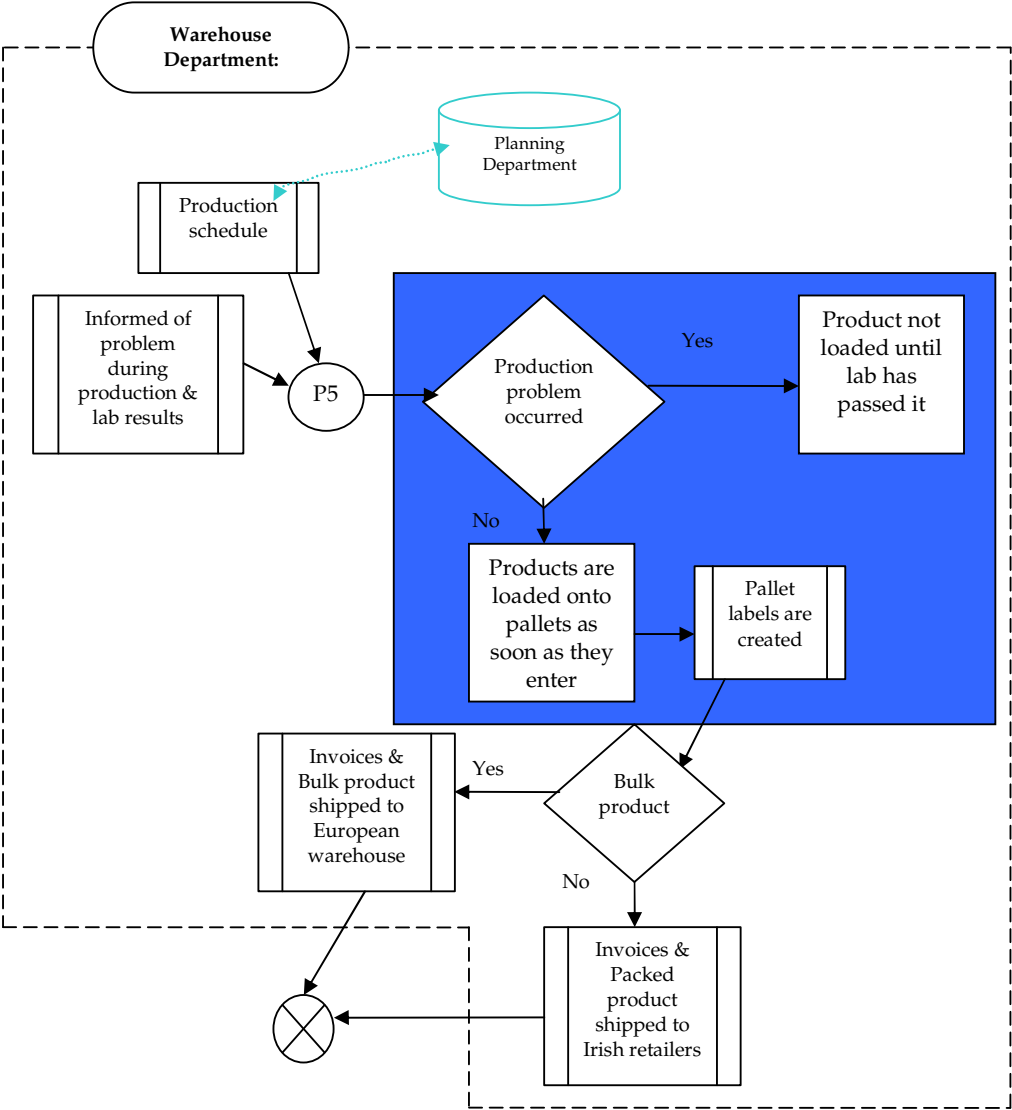 Warehouse
Department:
Planning
Department
Production
schedule
Informed of
problem
during
production &
lab results
P5
Production
problem
occurred
Yes
Product not
loaded until
lab has
passed it
No
Products are
loaded onto
pallets as
soon as they
enter
Pallet
labels are
created
Bulk
product
Yes
Invoices &
Bulk product
shipped to
European
warehouse
No
Invoices &
Packed
product
shipped to
Irish retailers